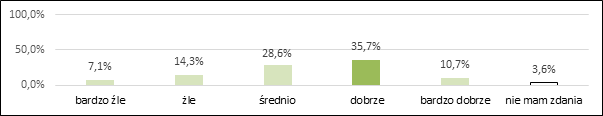 100,0%
50,0%
0,0%
7,1%
14,3%
28,6%
35,7%
10,7%
3,6%
bardzo źle
źle
średnio
dobrze
bardzo dobrze
nie mam zdania